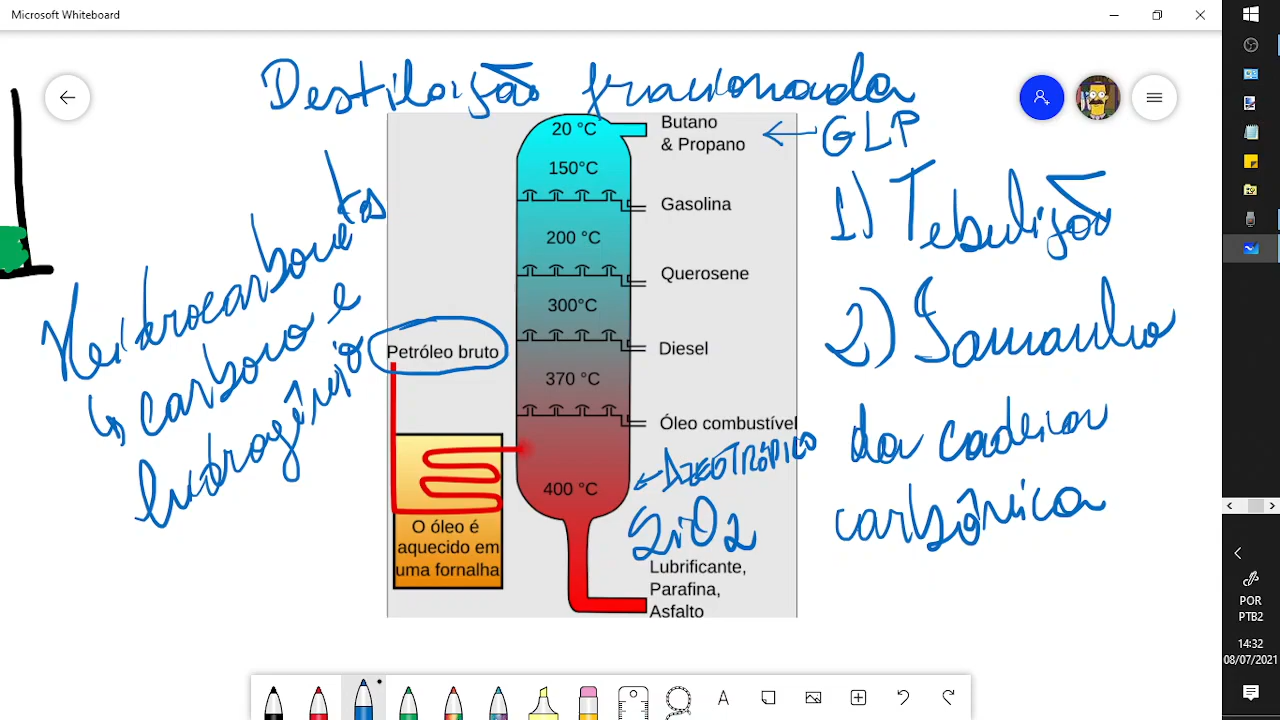 Microsoft Whiteboard
Destilação fracionada
20 °C
Butano
& Propano
GLP
150°C
Gasolina
200 °C
Querosene
300°C
Diesel
370 °C
Óleo combustível
400 °C
Lubrificante,
Parafina,
Asfalto
Petróleo bruto
O óleo é
aquecido em
uma fornalha
Hidrocarbonetos
carbono e
hidrogênio
AZEOTRÓPICO
SiO2
1) Tebulição
2) Tamanho
da cadeia
carbônica
A
POR
PTB2
14:32
08/07/2021